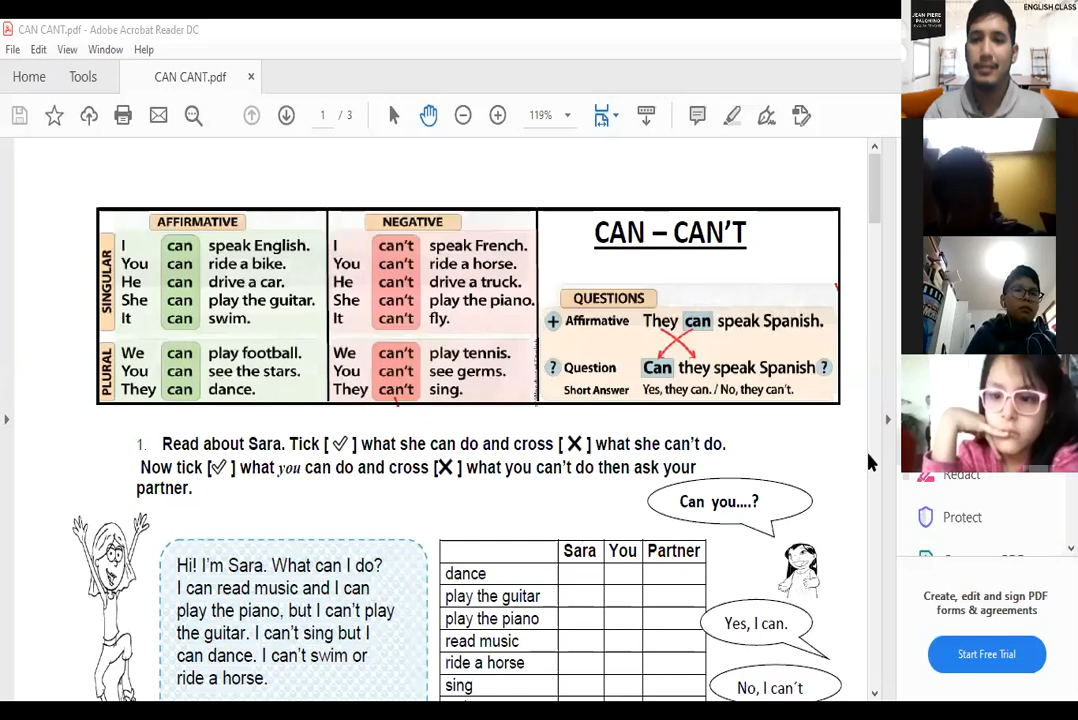 CAN CANT.pdf - Adobe Acrobat Reader DC
File Edit View Window Help
Home Tools CAN CANT.pdf ×
1 / 3 119%
ENGLISH CLASS
JEAN PIERE
PALOMINO
AFFIRMATIVE
SINGULAR
I can speak English.
You can ride a bike.
He can drive a car.
She can play the guitar.
It can swim.
PLURAL
We can play football.
You can see the stars.
They can dance.
NEGATIVE
I can't speak French.
You can't ride a horse.
He can't drive a truck.
She can't play the piano.
It can't fly.
We can't play tennis.
You can't see germs.
They can't sing.
CAN – CAN'T
QUESTIONS
+ Affirmative They can speak Spanish.
? Question Can they speak Spanish ?
Short Answer Yes, they can. / No, they can't.
1. Read about Sara. Tick [✓] what she can do and cross [✗] what she can't do.
Now tick [✓] what you can do and cross [✗] what you can't do then ask your
partner.
Can you....?
Hi! I'm Sara. What can I do?
I can read music and I can
play the piano, but I can't play
the guitar. I can't sing but I
can dance. I can't swim or
ride a horse.
Sara You Partner
dance
play the guitar
play the piano
read music
ride a horse
sing
Yes, I can.
No, I can´t
Redact
Protect
Create, edit and sign PDF
forms & agreements
Start Free Trial